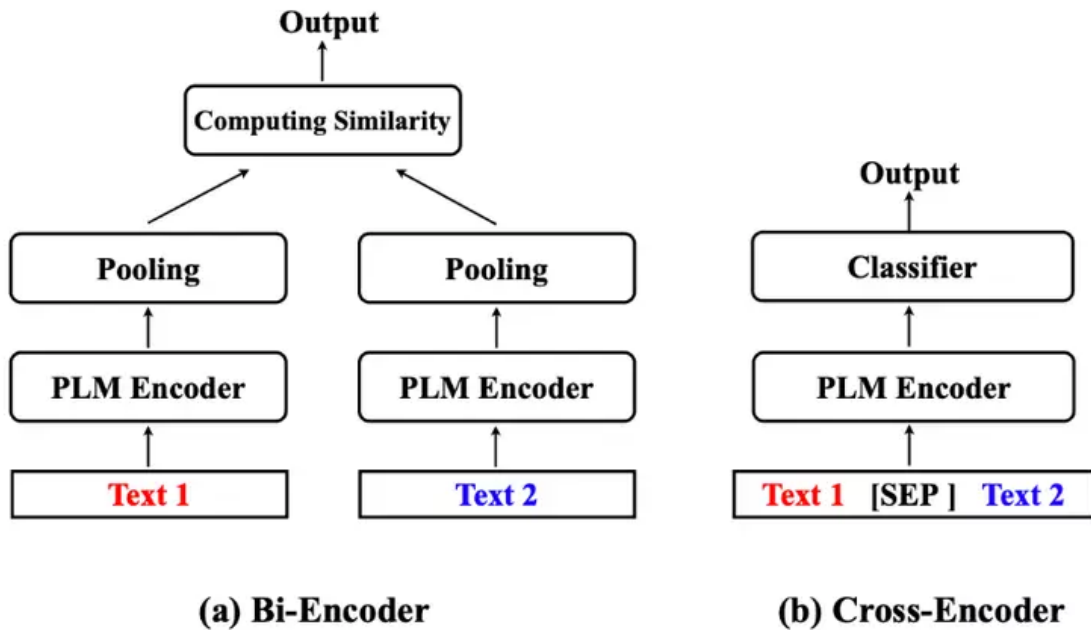 Output
Computing Similarity
Pooling
Pooling
PLM Encoder
PLM Encoder
Text 1
Text 2
(a) Bi-Encoder
Output
Classifier
PLM Encoder
Text 1 [SEP ] Text 2
(b) Cross-Encoder